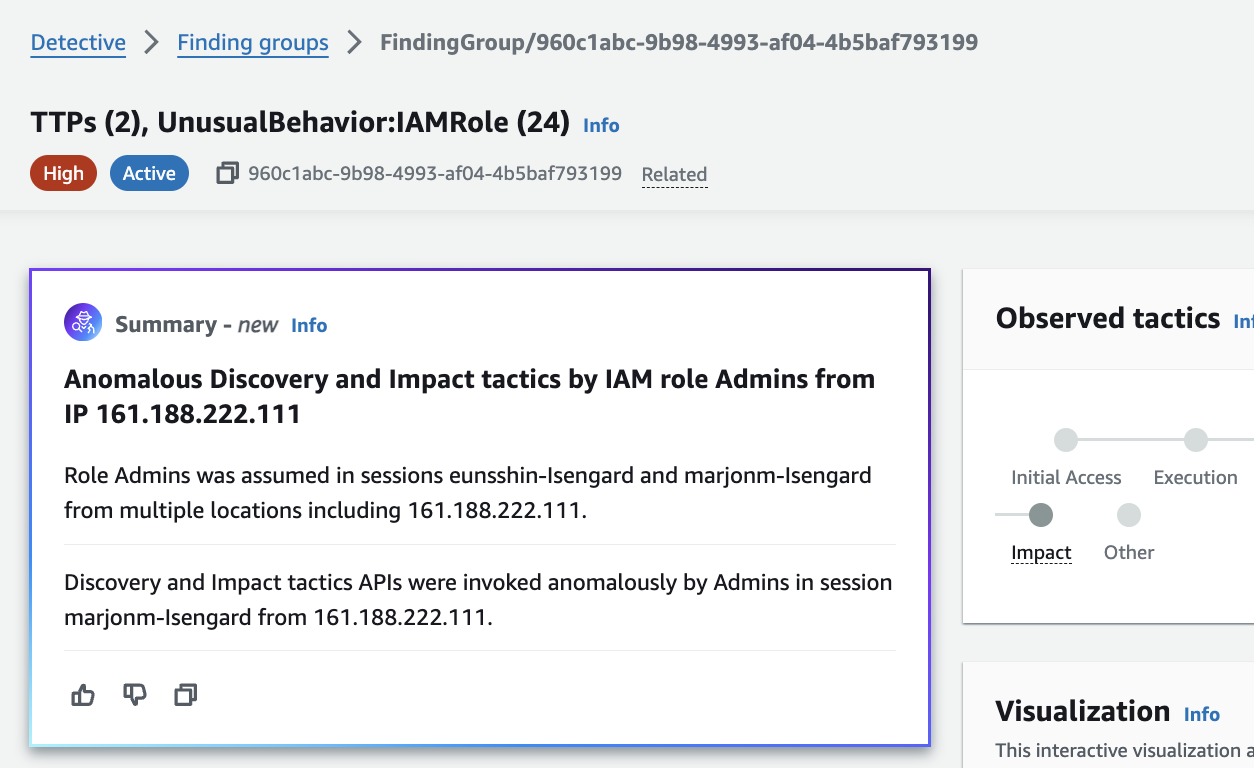 Detective > Finding groups > FindingGroup/960c1abc-9b98-4993-af04-4b5baf793199
TTPs (2), UnusualBehavior:IAMRole (24) Info
High Active 960c1abc-9b98-4993-af04-4b5baf793199 Related
Summary - new Info
Anomalous Discovery and Impact tactics by IAM role Admins from
IP 161.188.222.111
Role Admins was assumed in sessions eunsshin-Isengard and marjonm-Isengard
from multiple locations including 161.188.222.111.
Discovery and Impact tactics APIs were invoked anomalously by Admins in session
marjonm-Isengard from 161.188.222.111.
Observed tactics
Initial Access Execution
Impact Other
Visualization Info
This interactive visualization